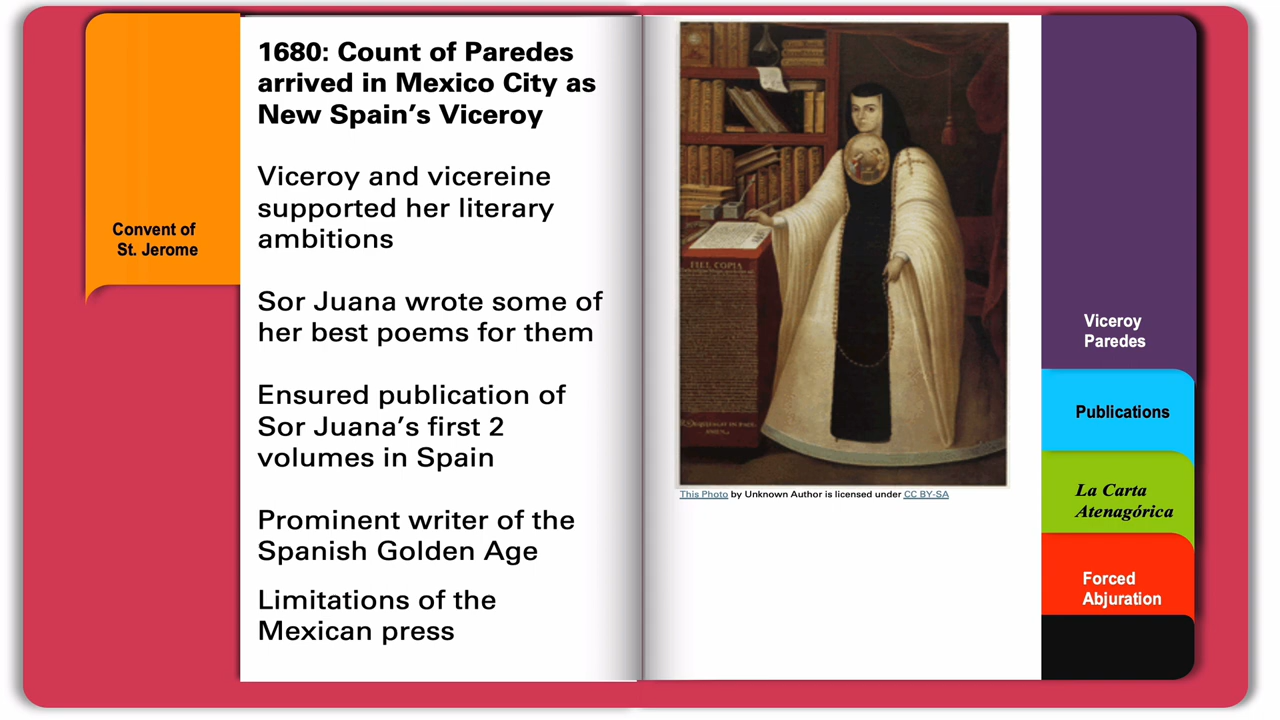 Convent of
St. Jerome
1680: Count of Paredes
arrived in Mexico City as
New Spain's Viceroy
Viceroy and vicereine
supported her literary
ambitions
Sor Juana wrote some of
her best poems for them
Ensured publication of
Sor Juana's first 2
volumes in Spain
Prominent writer of the
Spanish Golden Age
Limitations of the
Mexican press
FIEL COPIA
This Photo by Unknown Author is licensed under CC BY-SA
Viceroy
Paredes
Publications
La Carta
Atenagórica
Forced
Abjuration